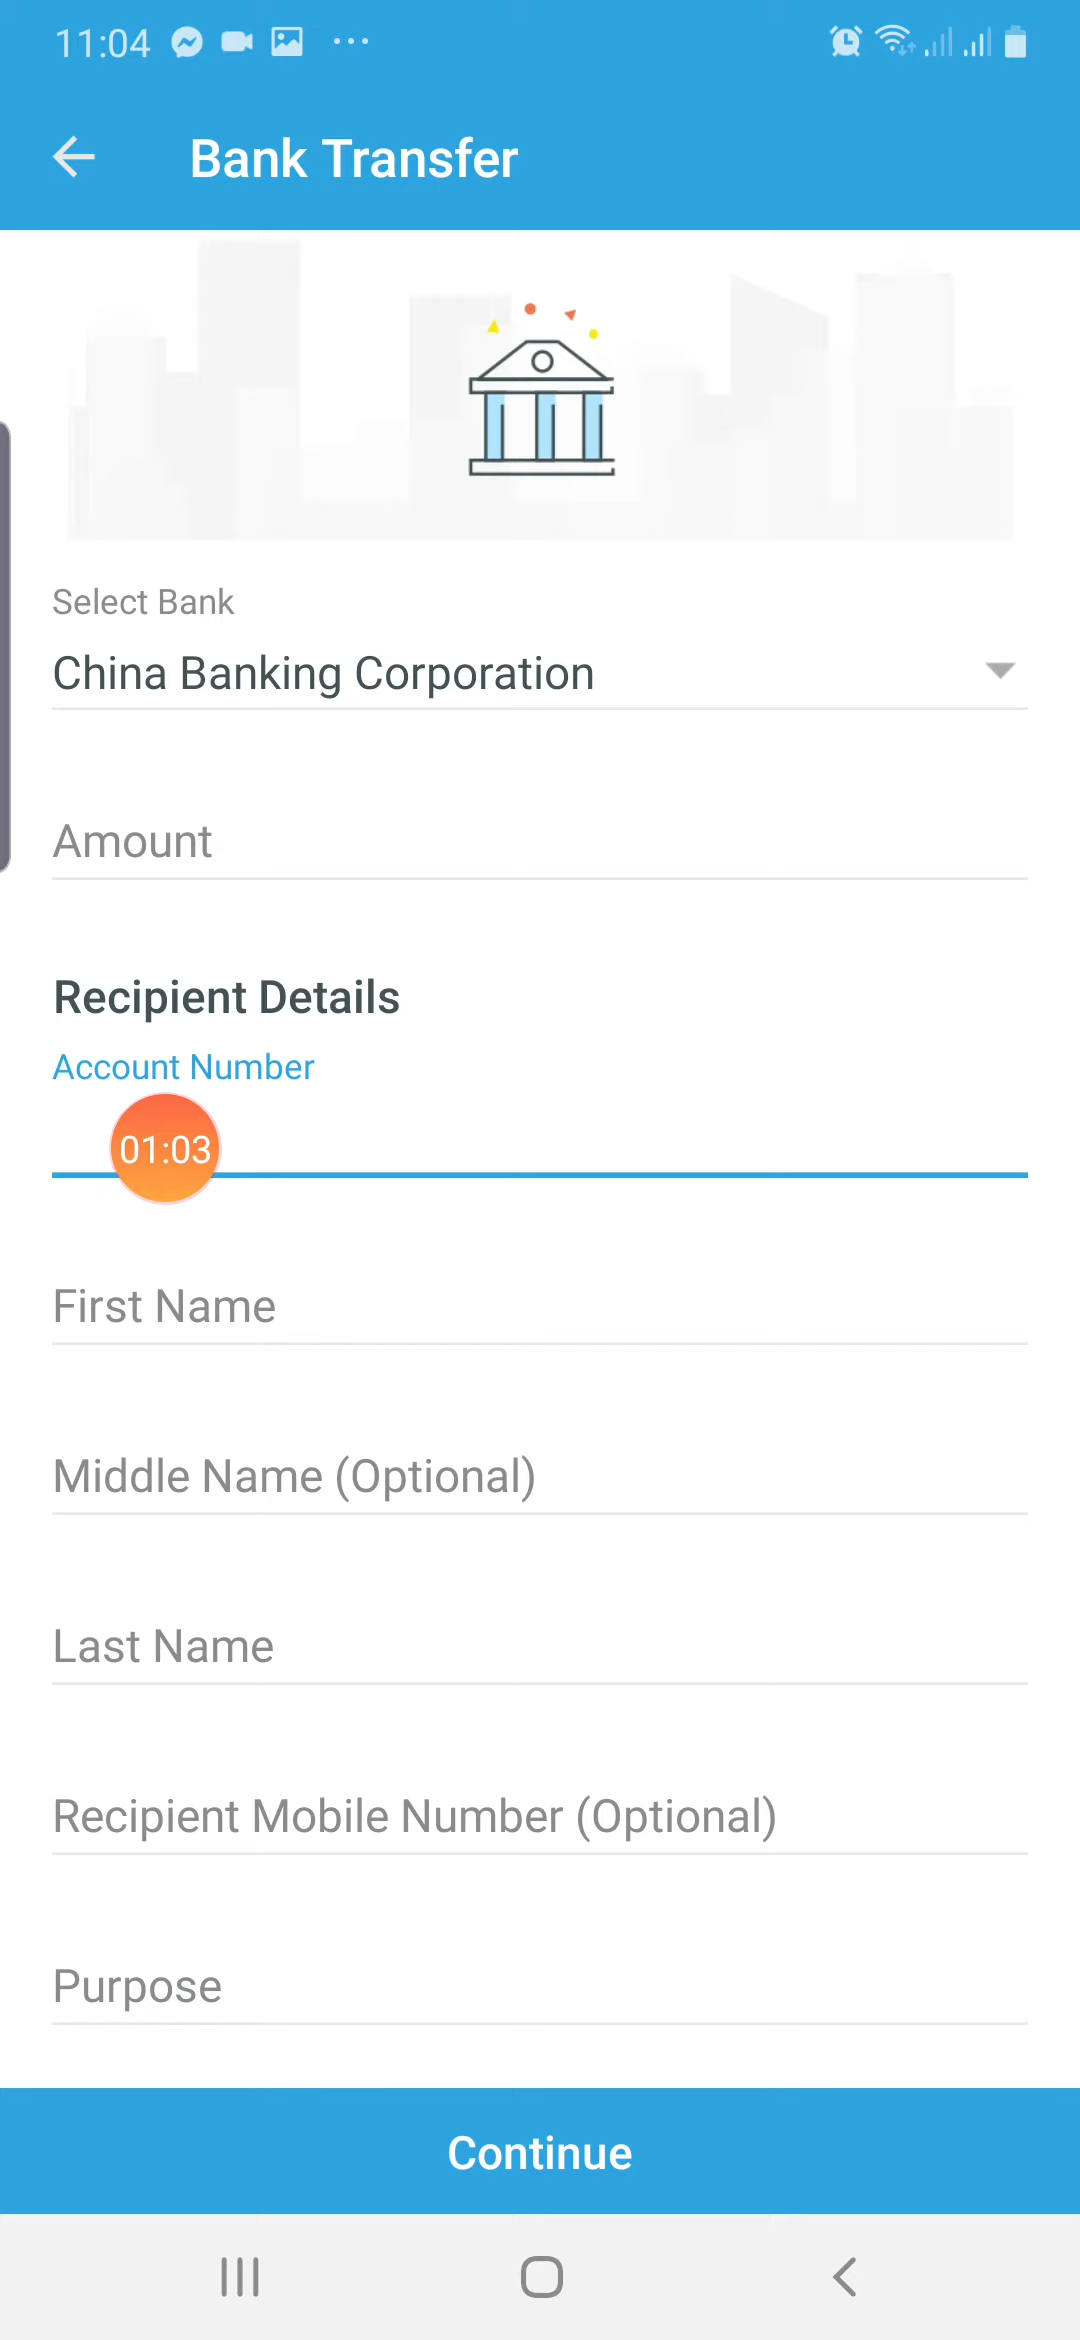 11:04
Bank Transfer
Select Bank
China Banking Corporation
Amount
Recipient Details
Account Number
01:03
First Name
Middle Name (Optional)
Last Name
Recipient Mobile Number (Optional)
Purpose
Continue